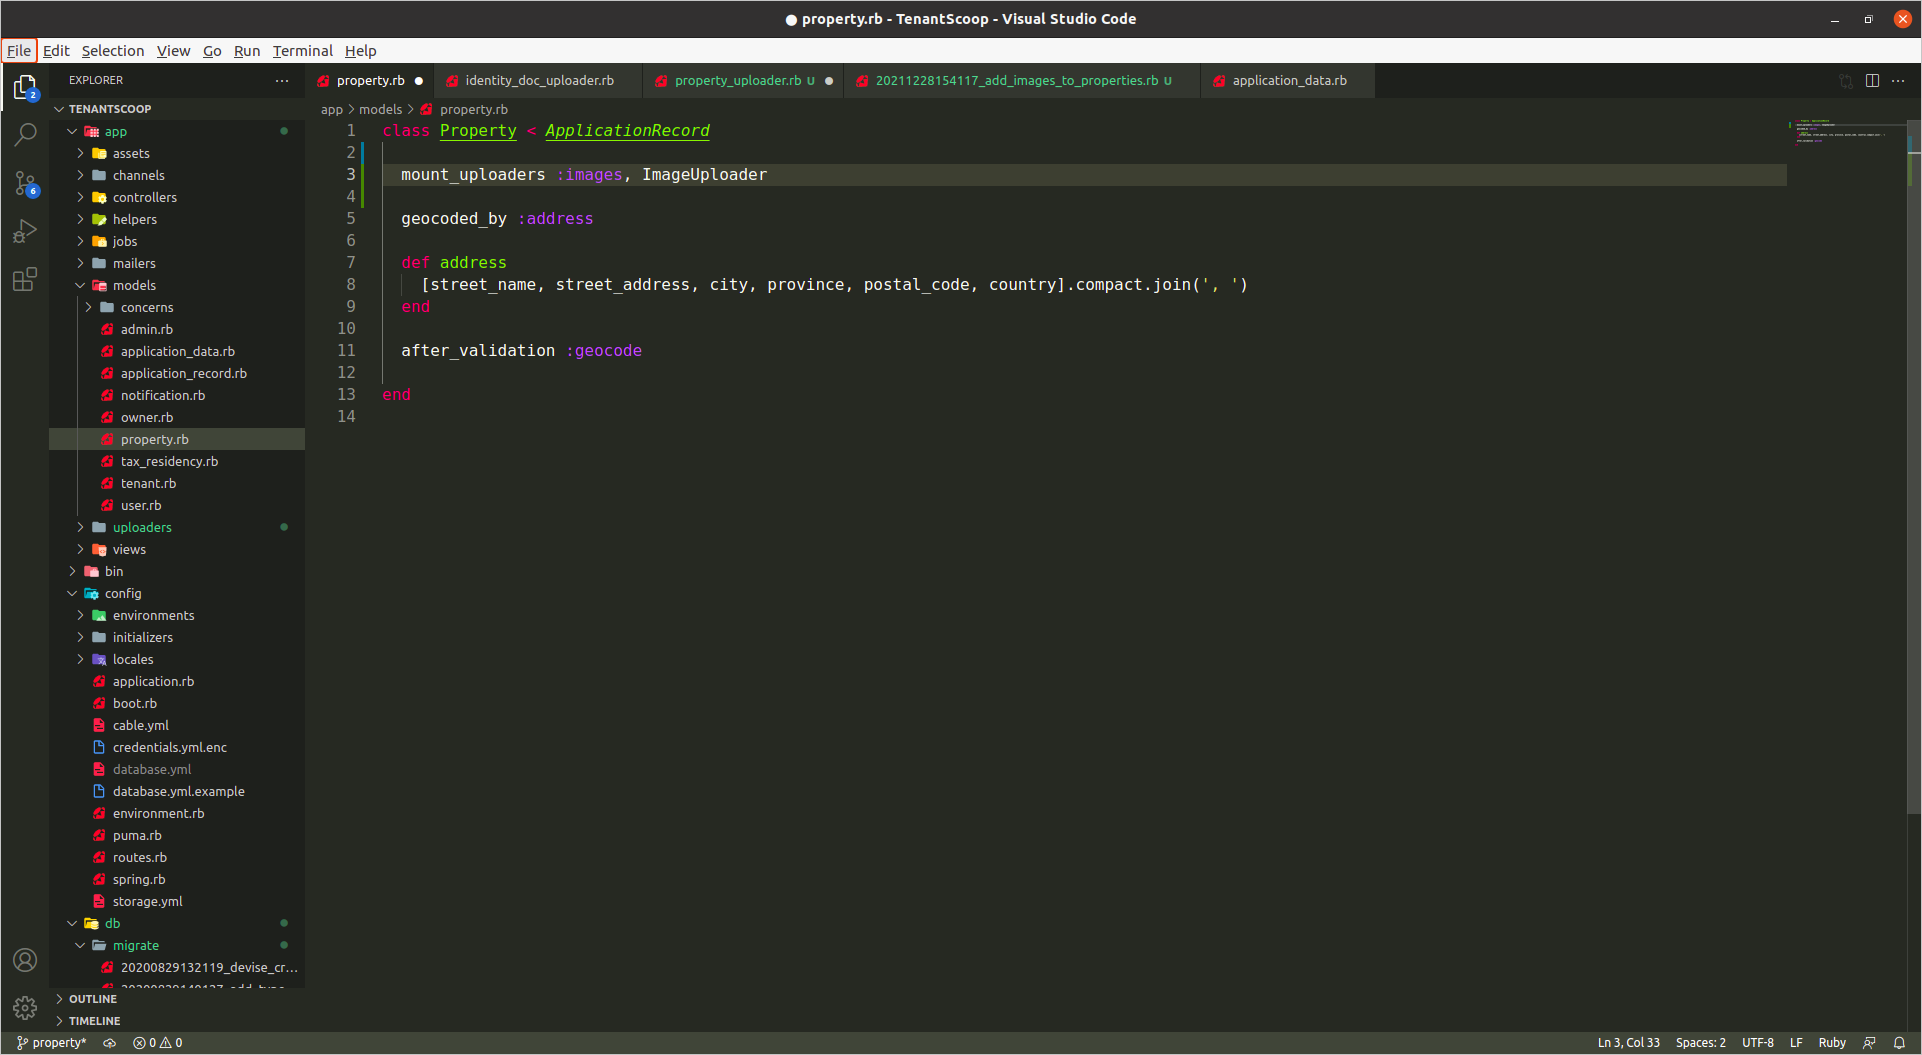 property.rb - TenantScoop - Visual Studio Code
File Edit Selection View Go Run Terminal Help
EXPLORER
property.rb
identity_doc_uploader.rb
property_uploader.rb U
20211228154117_add_images_to_properties.rb U
application_data.rb
2
6
TENANTSCOOP
app
assets
channels
controllers
helpers
jobs
mailers
models
concerns
admin.rb
application_data.rb
application_record.rb
notification.rb
owner.rb
property.rb
tax_residency.rb
tenant.rb
user.rb
uploaders
views
bin
config
environments
initializers
locales
application.rb
boot.rb
cable.yml
credentials.yml.enc
database.yml
database.yml.example
environment.rb
puma.rb
routes.rb
spring.rb
storage.yml
db
migrate
20200829132119_devise_cr...
OUTLINE
TIMELINE
app > models > property.rb
1 class Property < ApplicationRecord
2
3 mount_uploaders :images, ImageUploader
4
5 geocoded_by :address
6
7 def address
8 [street_name, street_address, city, province, postal_code, country].compact.join(', ')
9 end
10
11 after_validation :geocode
12
13 end
14
property* 0 0 Ln 3, Col 33 Spaces: 2 UTF-8 LF Ruby